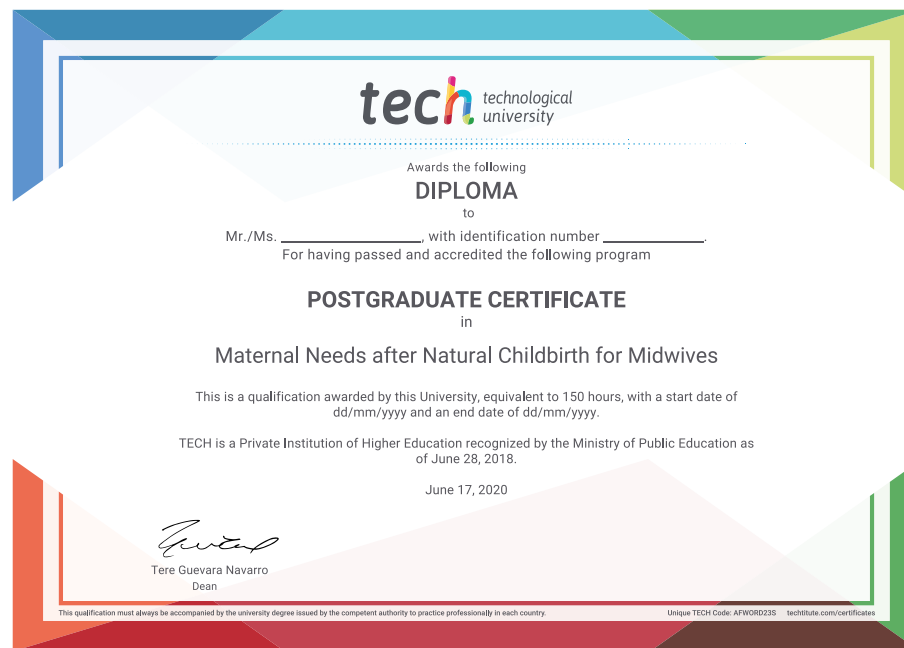 tech technological
university
Awards the following
DIPLOMA
to
Mr./Ms. ____________________, with identification number ______________.
For having passed and accredited the following program
POSTGRADUATE CERTIFICATE
in
Maternal Needs after Natural Childbirth for Midwives
This is a qualification awarded by this University, equivalent to 150 hours, with a start date of
dd/mm/yyyy and an end date of dd/mm/yyyy.
TECH is a Private Institution of Higher Education recognized by the Ministry of Public Education as
of June 28, 2018.
June 17, 2020
Tere Guevara Navarro
Dean
This qualification must always be accompanied by the university degree issued by the competent authority to practice professionally in each country. Unique TECH Code: AFWORD23S techtitute.com/certificates